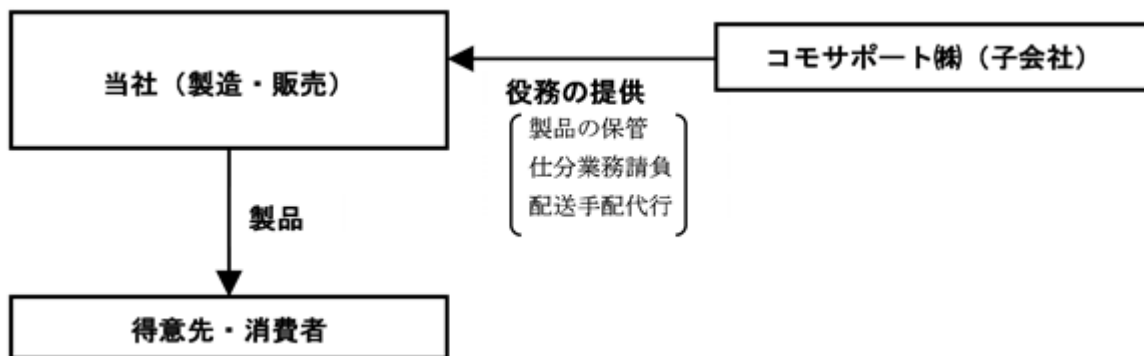 当社（製造・販売）
コモサポート㈱（子会社）
役務の提供
製品の保管
仕分業務請負
配送手配代行
製品
得意先・消費者